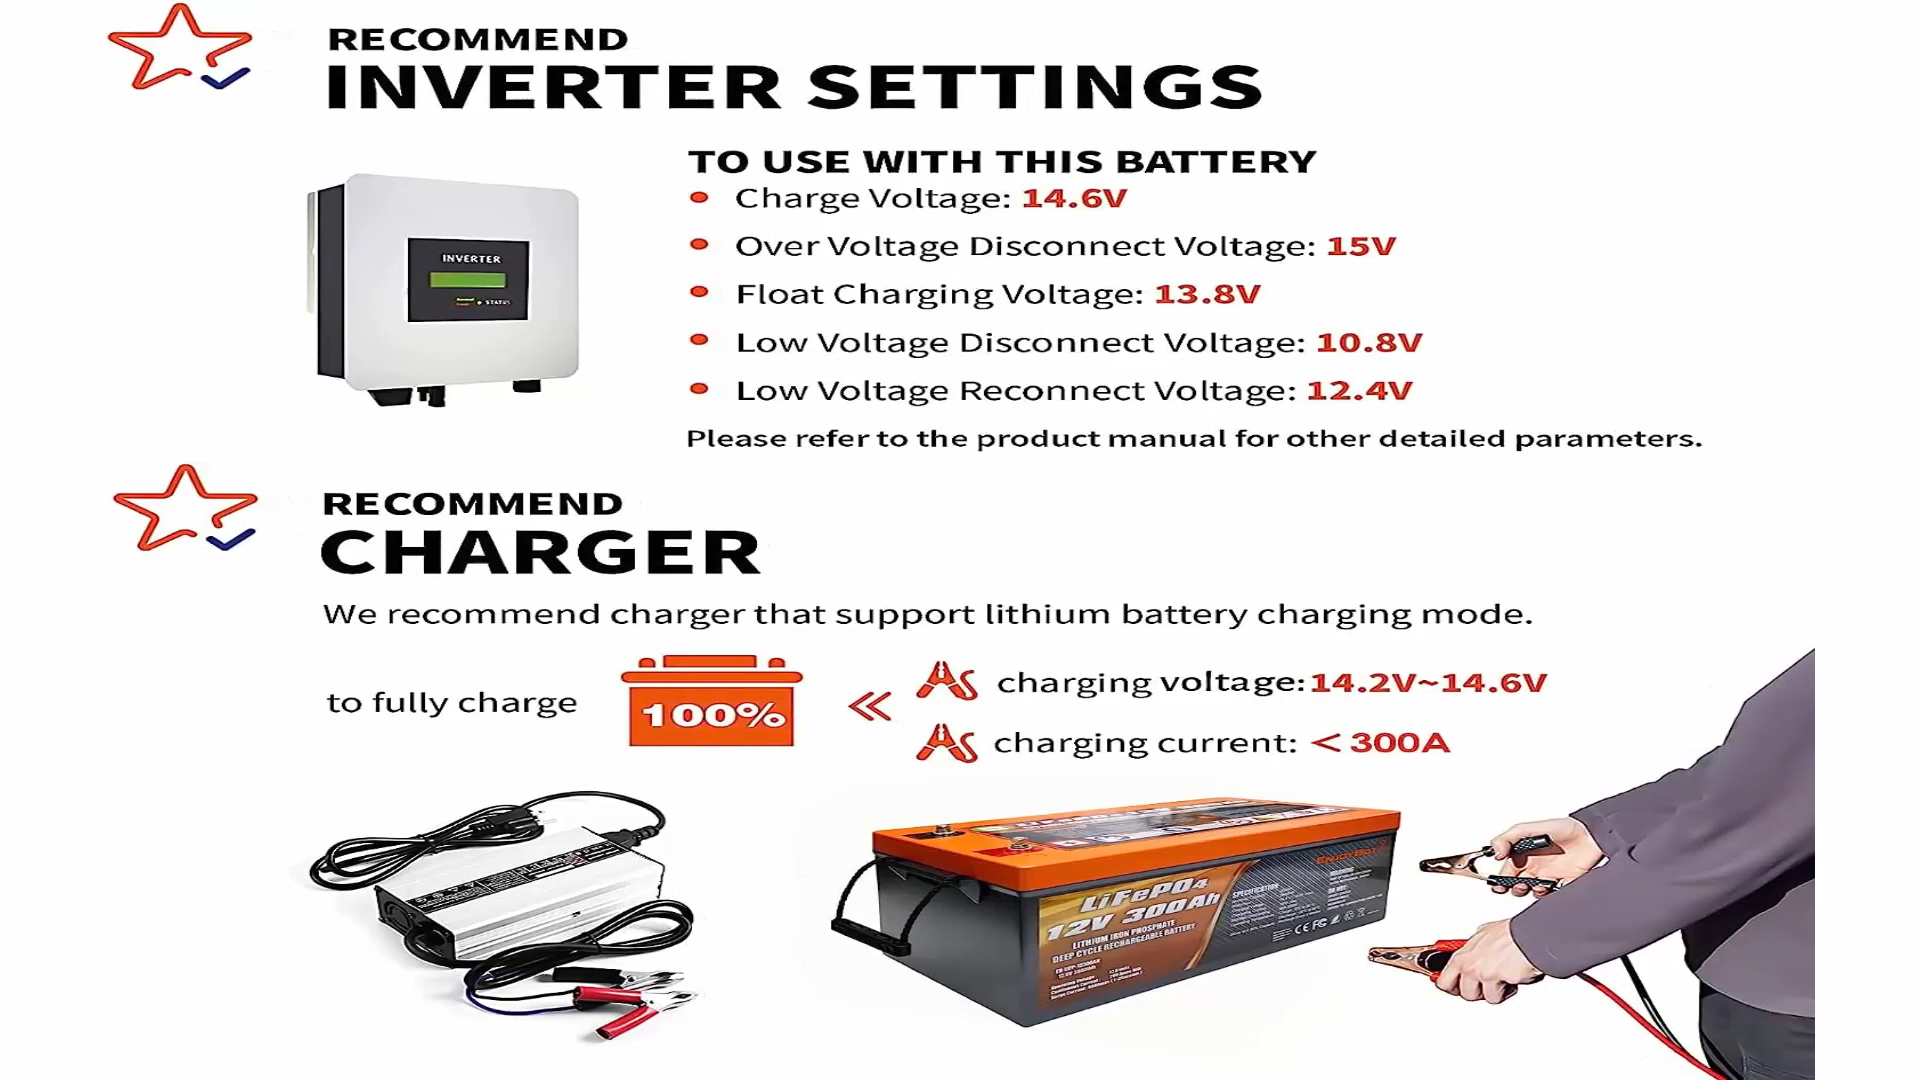 RECOMMEND
INVERTER SETTINGS
TO USE WITH THIS BATTERY
Charge Voltage: 14.6V
Over Voltage Disconnect Voltage: 15V
Float Charging Voltage: 13.8V
Low Voltage Disconnect Voltage: 10.8V
Low Voltage Reconnect Voltage: 12.4V
Please refer to the product manual for other detailed parameters.
INVERTER
STATUS
RECOMMEND
CHARGER
We recommend charger that support lithium battery charging mode.
to fully charge
100%
charging voltage:14.2V~14.6V
charging current: <300A
ENJOYBOT
LiFePO4
12V 300Ah
LITHIUM IRON PHOSPHATE
DEEP CYCLE RECHARGEABLE BATTERY
SPECIFICATION